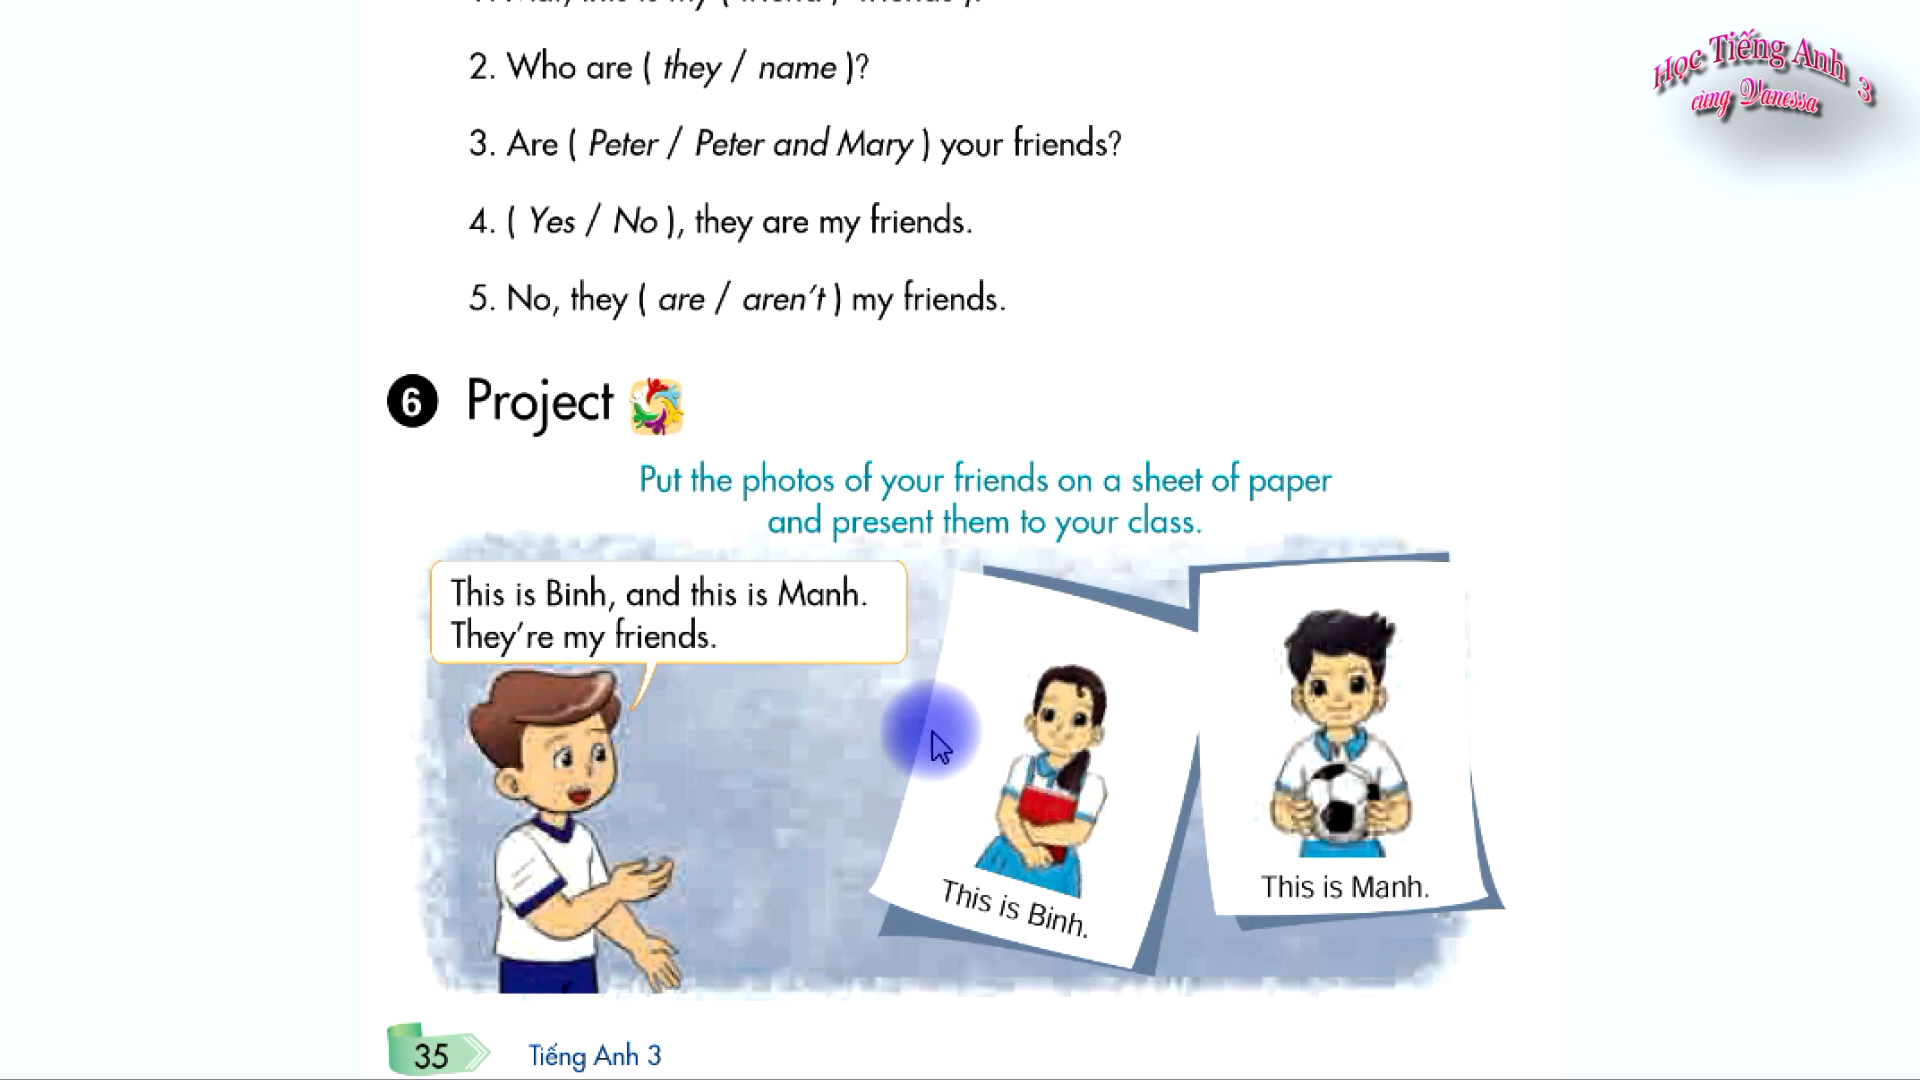 2. Who are ( they / name )?
3. Are ( Peter / Peter and Mary ) your friends?
4. ( Yes / No ), they are my friends.
5. No, they ( are / aren't ) my friends.
6 Project
Put the photos of your friends on a sheet of paper
and present them to your class.
This is Binh, and this is Manh.
They're my friends.
This is Binh.
This is Manh.
35 Tiếng Anh 3
Học Tiếng Anh 3
cùng Vanessa